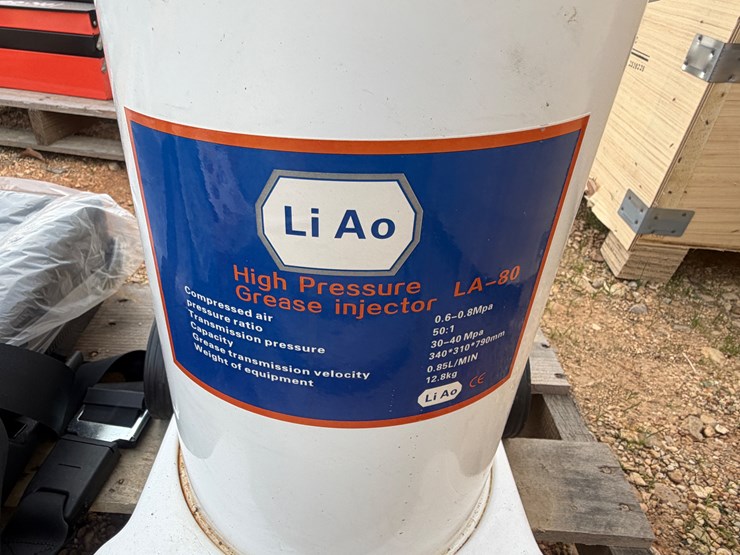 Li Ao
High Pressure
Grease injector LA-80
Compressed air 0.6-0.8Mpa
pressure ratio 50:1
Transmission pressure 30-40 Mpa
Capacity 340*310*790mm
Grease transmission velocity 0.85L/MIN
Weight of equipment 12.8kg
Li Ao CE